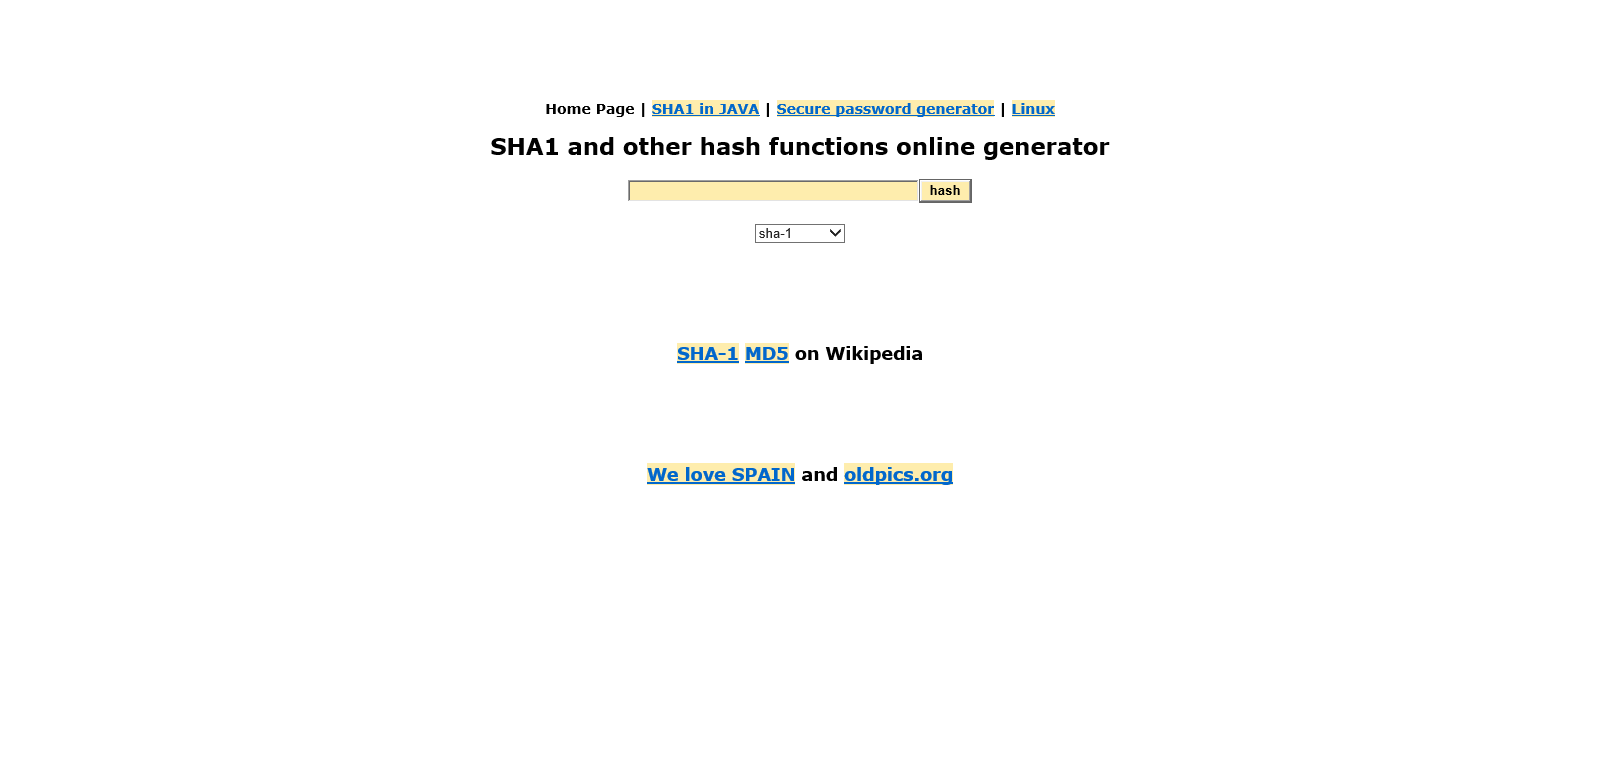 Home Page | SHA1 in JAVA | Secure password generator | Linux
SHA1 and other hash functions online generator
hash
sha-1
SHA-1 MD5 on Wikipedia
We love SPAIN and oldpics.org